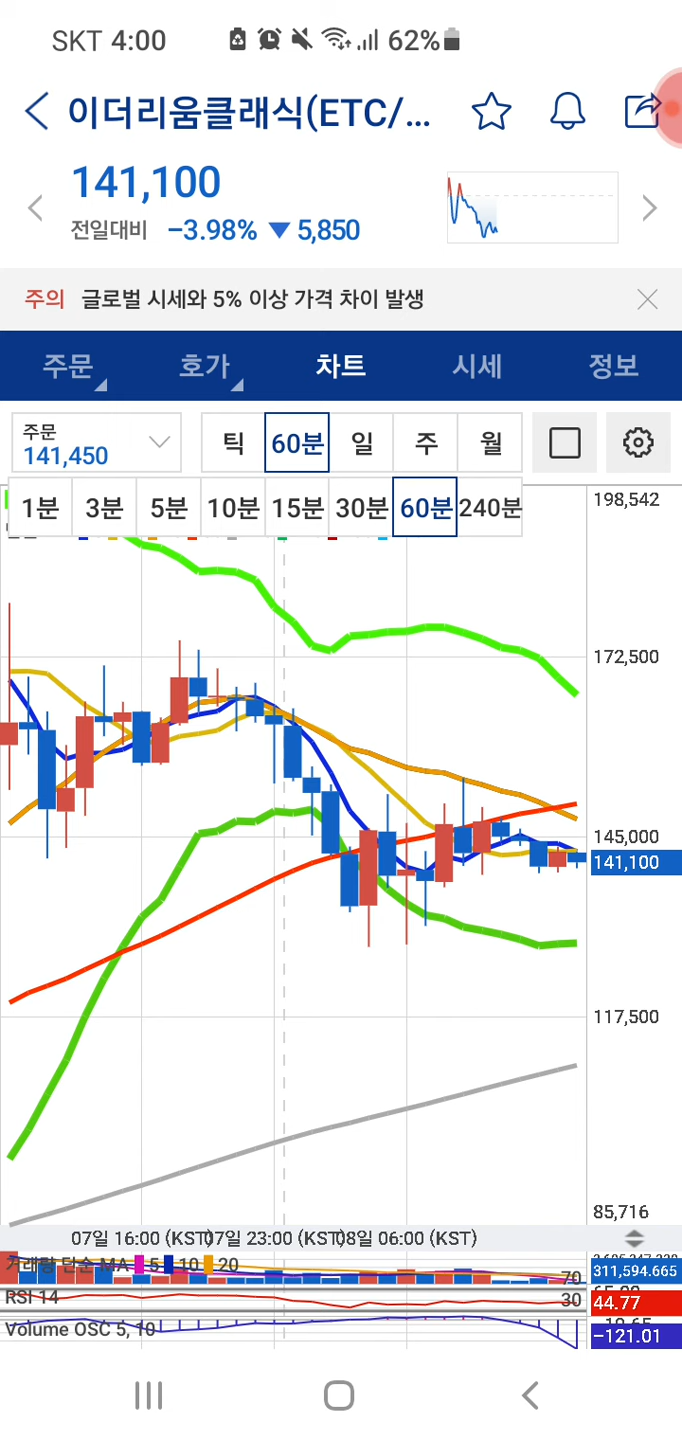 SKT 4:00 62%
이더리움클래식(ETC/...
141,100
전일대비 −3.98% ▼ 5,850
주의 글로벌 시세와 5% 이상 가격 차이 발생
주문 호가 차트 시세 정보
주문
141,450
틱 60분 일 주 월
1분 3분 5분 10분 15분 30분 60분 240분
198,542
172,500
145,000
141,100
117,500
85,716
07일 16:00 (KST) 07일 23:00 (KST) 08일 06:00 (KST)
거래량 단순 MA 5 10 20
311,594.665
70
RSI 14
30
44.77
Volume OSC 5, 10
−121.01